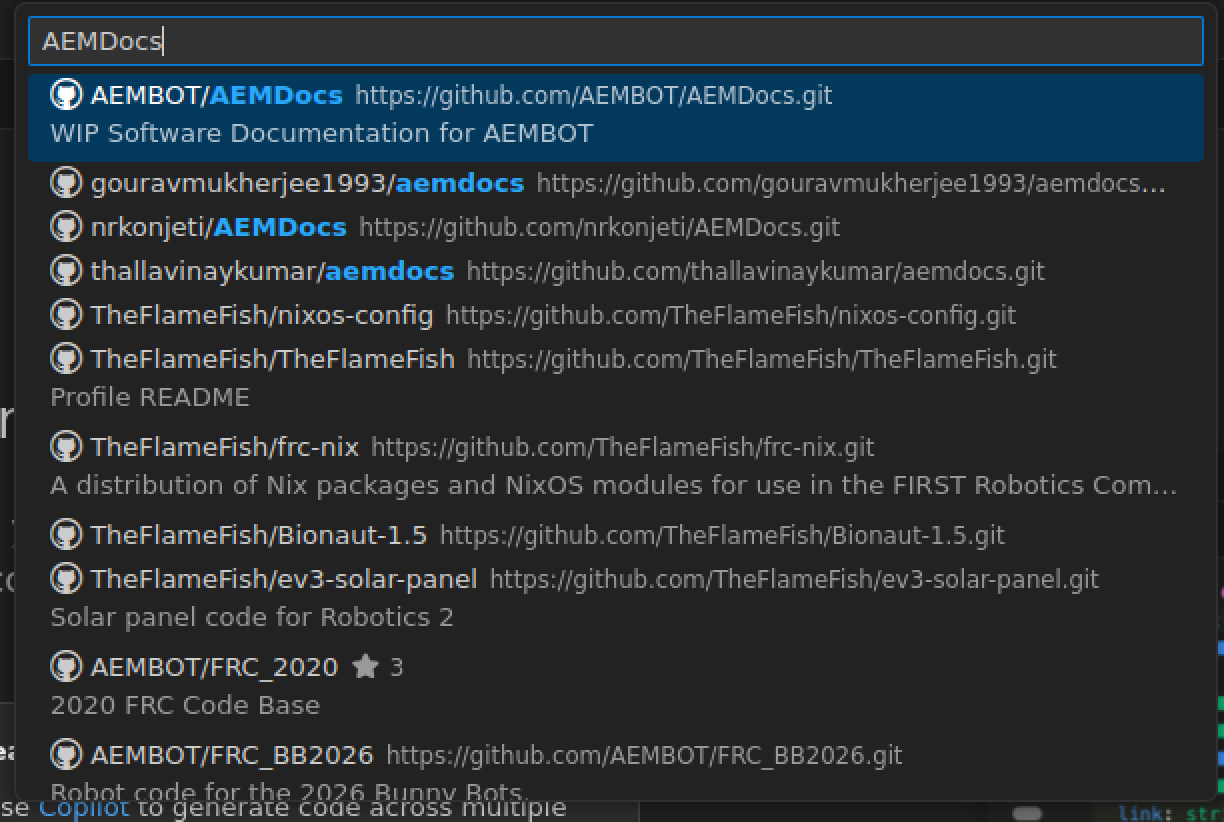 AEMDocs
AEMBOT/AEMDocs https://github.com/AEMBOT/AEMDocs.git
WIP Software Documentation for AEMBOT
gouravmukherjee1993/aemdocs https://github.com/gouravmukherjee1993/aemdocs...
nrkonjeti/AEMDocs https://github.com/nrkonjeti/AEMDocs.git
thallavinaykumar/aemdocs https://github.com/thallavinaykumar/aemdocs.git
TheFlameFish/nixos-config https://github.com/TheFlameFish/nixos-config.git
TheFlameFish/TheFlameFish https://github.com/TheFlameFish/TheFlameFish.git
Profile README
TheFlameFish/frc-nix https://github.com/TheFlameFish/frc-nix.git
A distribution of Nix packages and NixOS modules for use in the FIRST Robotics Com...
TheFlameFish/Bionaut-1.5 https://github.com/TheFlameFish/Bionaut-1.5.git
TheFlameFish/ev3-solar-panel https://github.com/TheFlameFish/ev3-solar-panel.git
Solar panel code for Robotics 2
AEMBOT/FRC_2020 ★ 3
2020 FRC Code Base
AEMBOT/FRC_BB2026 https://github.com/AEMBOT/FRC_BB2026.git
Robot code for the 2026 Bunny Bots.
se Copilot to generate code across multiple
link: str